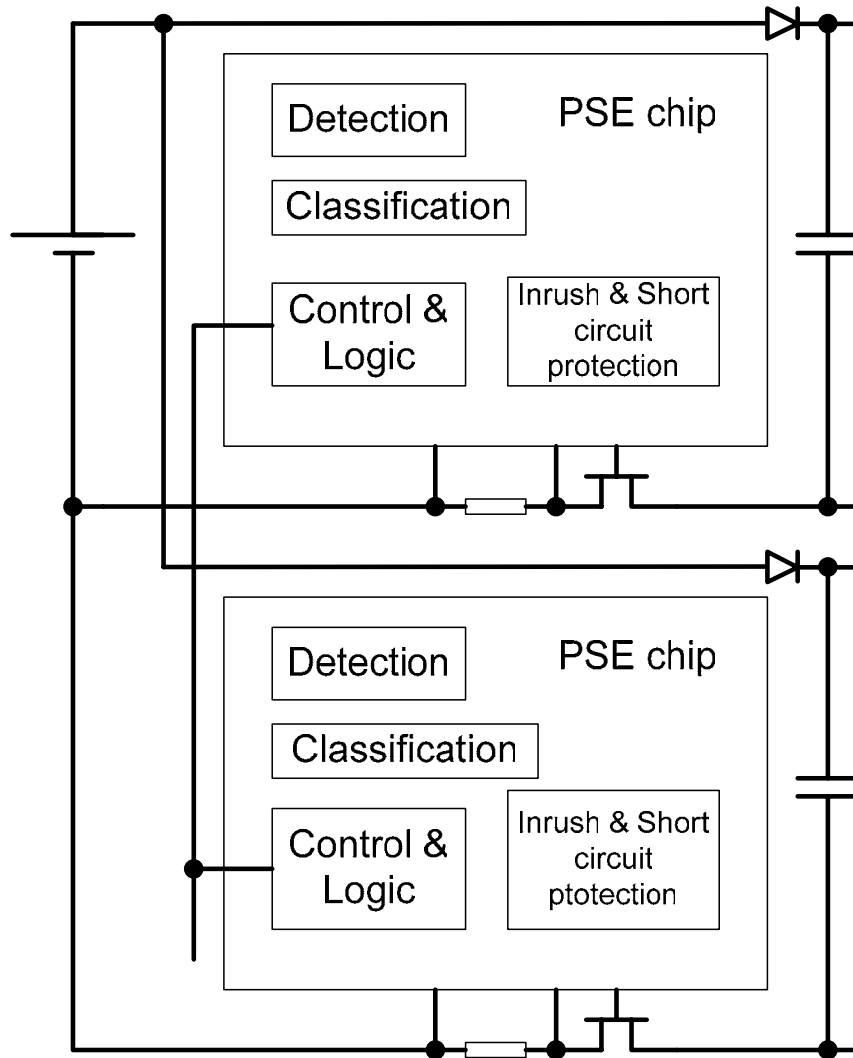 Detection
PSE chip
Classification
Control &
Logic
Inrush & Short
circuit
protection
Detection
PSE chip
Classification
Control &
Logic
Inrush & Short
circuit
ptotection